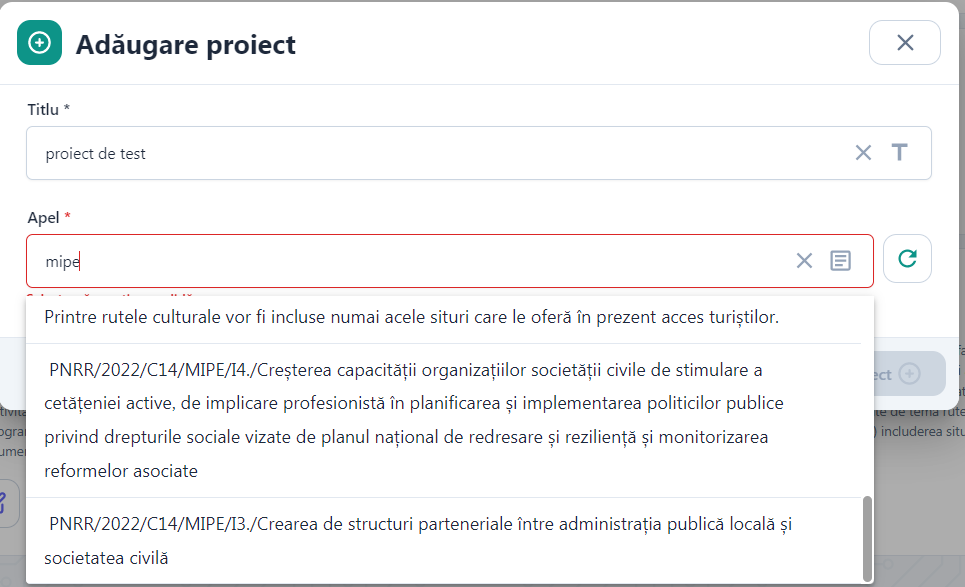 Adăugare proiect
Titlu *
proiect de test
Apel *
mipe
Printre rutele culturale vor fi incluse numai acele situri care le oferă în prezent acces turiștilor.
PNRR/2022/C14/MIPE/I4./Creșterea capacității organizațiilor societății civile de stimulare a
cetățeniei active, de implicare profesionistă în planificarea și implementarea politicilor publice
privind drepturile sociale vizate de planul național de redresare și reziliență și monitorizarea
reformelor asociate
PNRR/2022/C14/MIPE/I3./Crearea de structuri parteneriale între administrația publică locală și
societatea civilă
de tema
) includerea